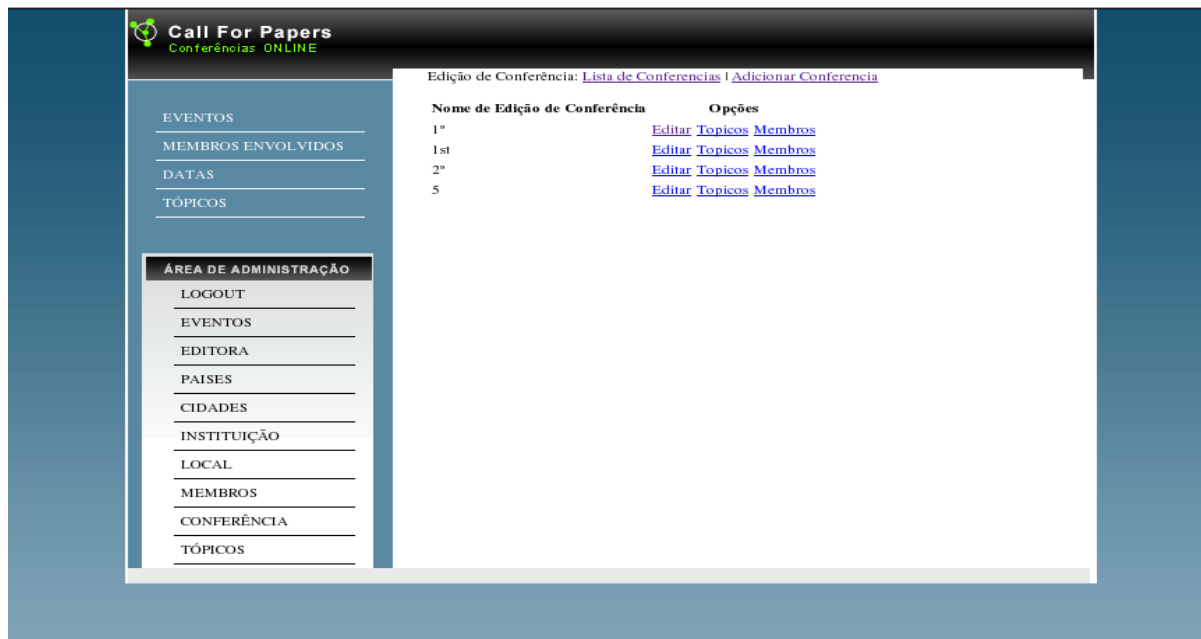 Call For Papers
Conferências ONLINE
Edição de Conferência: Lista de Conferencias | Adicionar Conferencia
EVENTOS
MEMBROS ENVOLVIDOS
DATAS
TÓPICOS
ÁREA DE ADMINISTRAÇÃO
LOGOUT
EVENTOS
EDITORA
PAISES
CIDADES
INSTITUIÇÃO
LOCAL
MEMBROS
CONFERÊNCIA
TÓPICOS
Nome de Edição de Conferência Opções
1ª Editar Topicos Membros
1st Editar Topicos Membros
2ª Editar Topicos Membros
5 Editar Topicos Membros